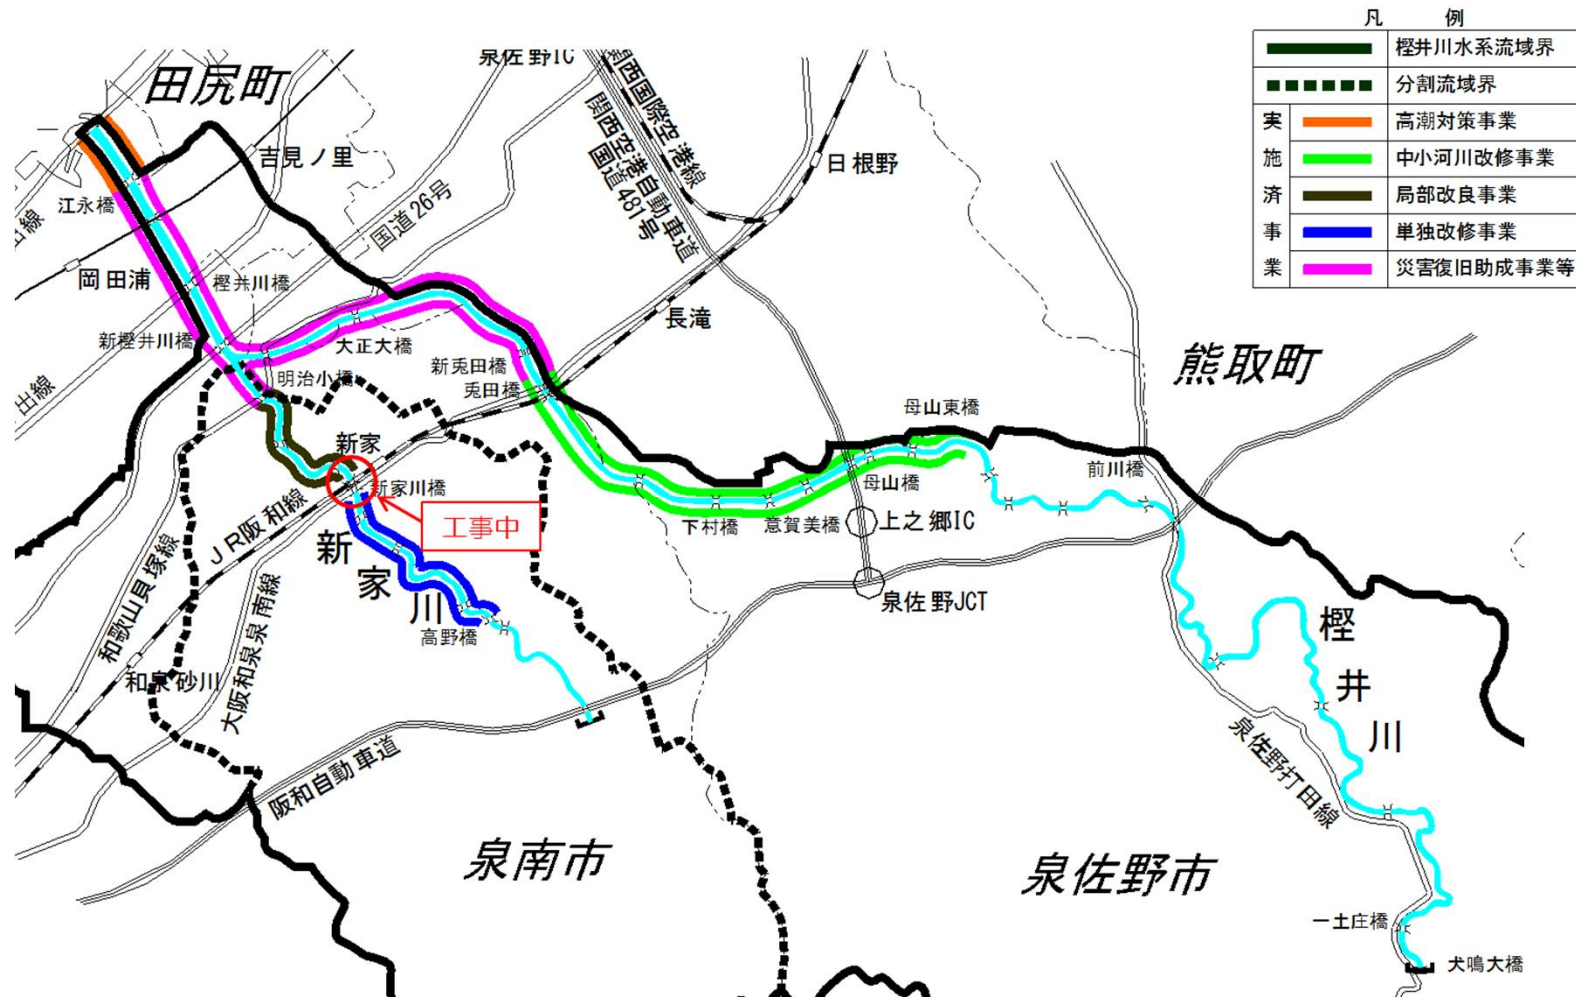 凡 例
樫井川水系流域界
分割流域界
実施済事業
高潮対策事業
中小河川改修事業
局部改良事業
単独改修事業
災害復旧助成事業等
泉佐野IC
田尻町
関西国際空港線
関西空港自動車道
国道481号
吉見ノ里
日根野
江永橋
国道26号
出線
岡田浦
樫井川橋
長滝
新樫井川橋
大正大橋
新兎田橋
兎田橋
明治小橋
熊取町
出線
母山東橋
新家
前川橋
新家川橋
母山橋
工事中
下村橋
意賀美橋
上之郷IC
JR阪和線
新家川
泉佐野JCT
和歌山貝塚線
大阪和泉泉南線
高野橋
樫井川
和泉砂川
泉佐野打田線
阪和自動車道
泉南市
泉佐野市
一土庄橋
犬鳴大橋